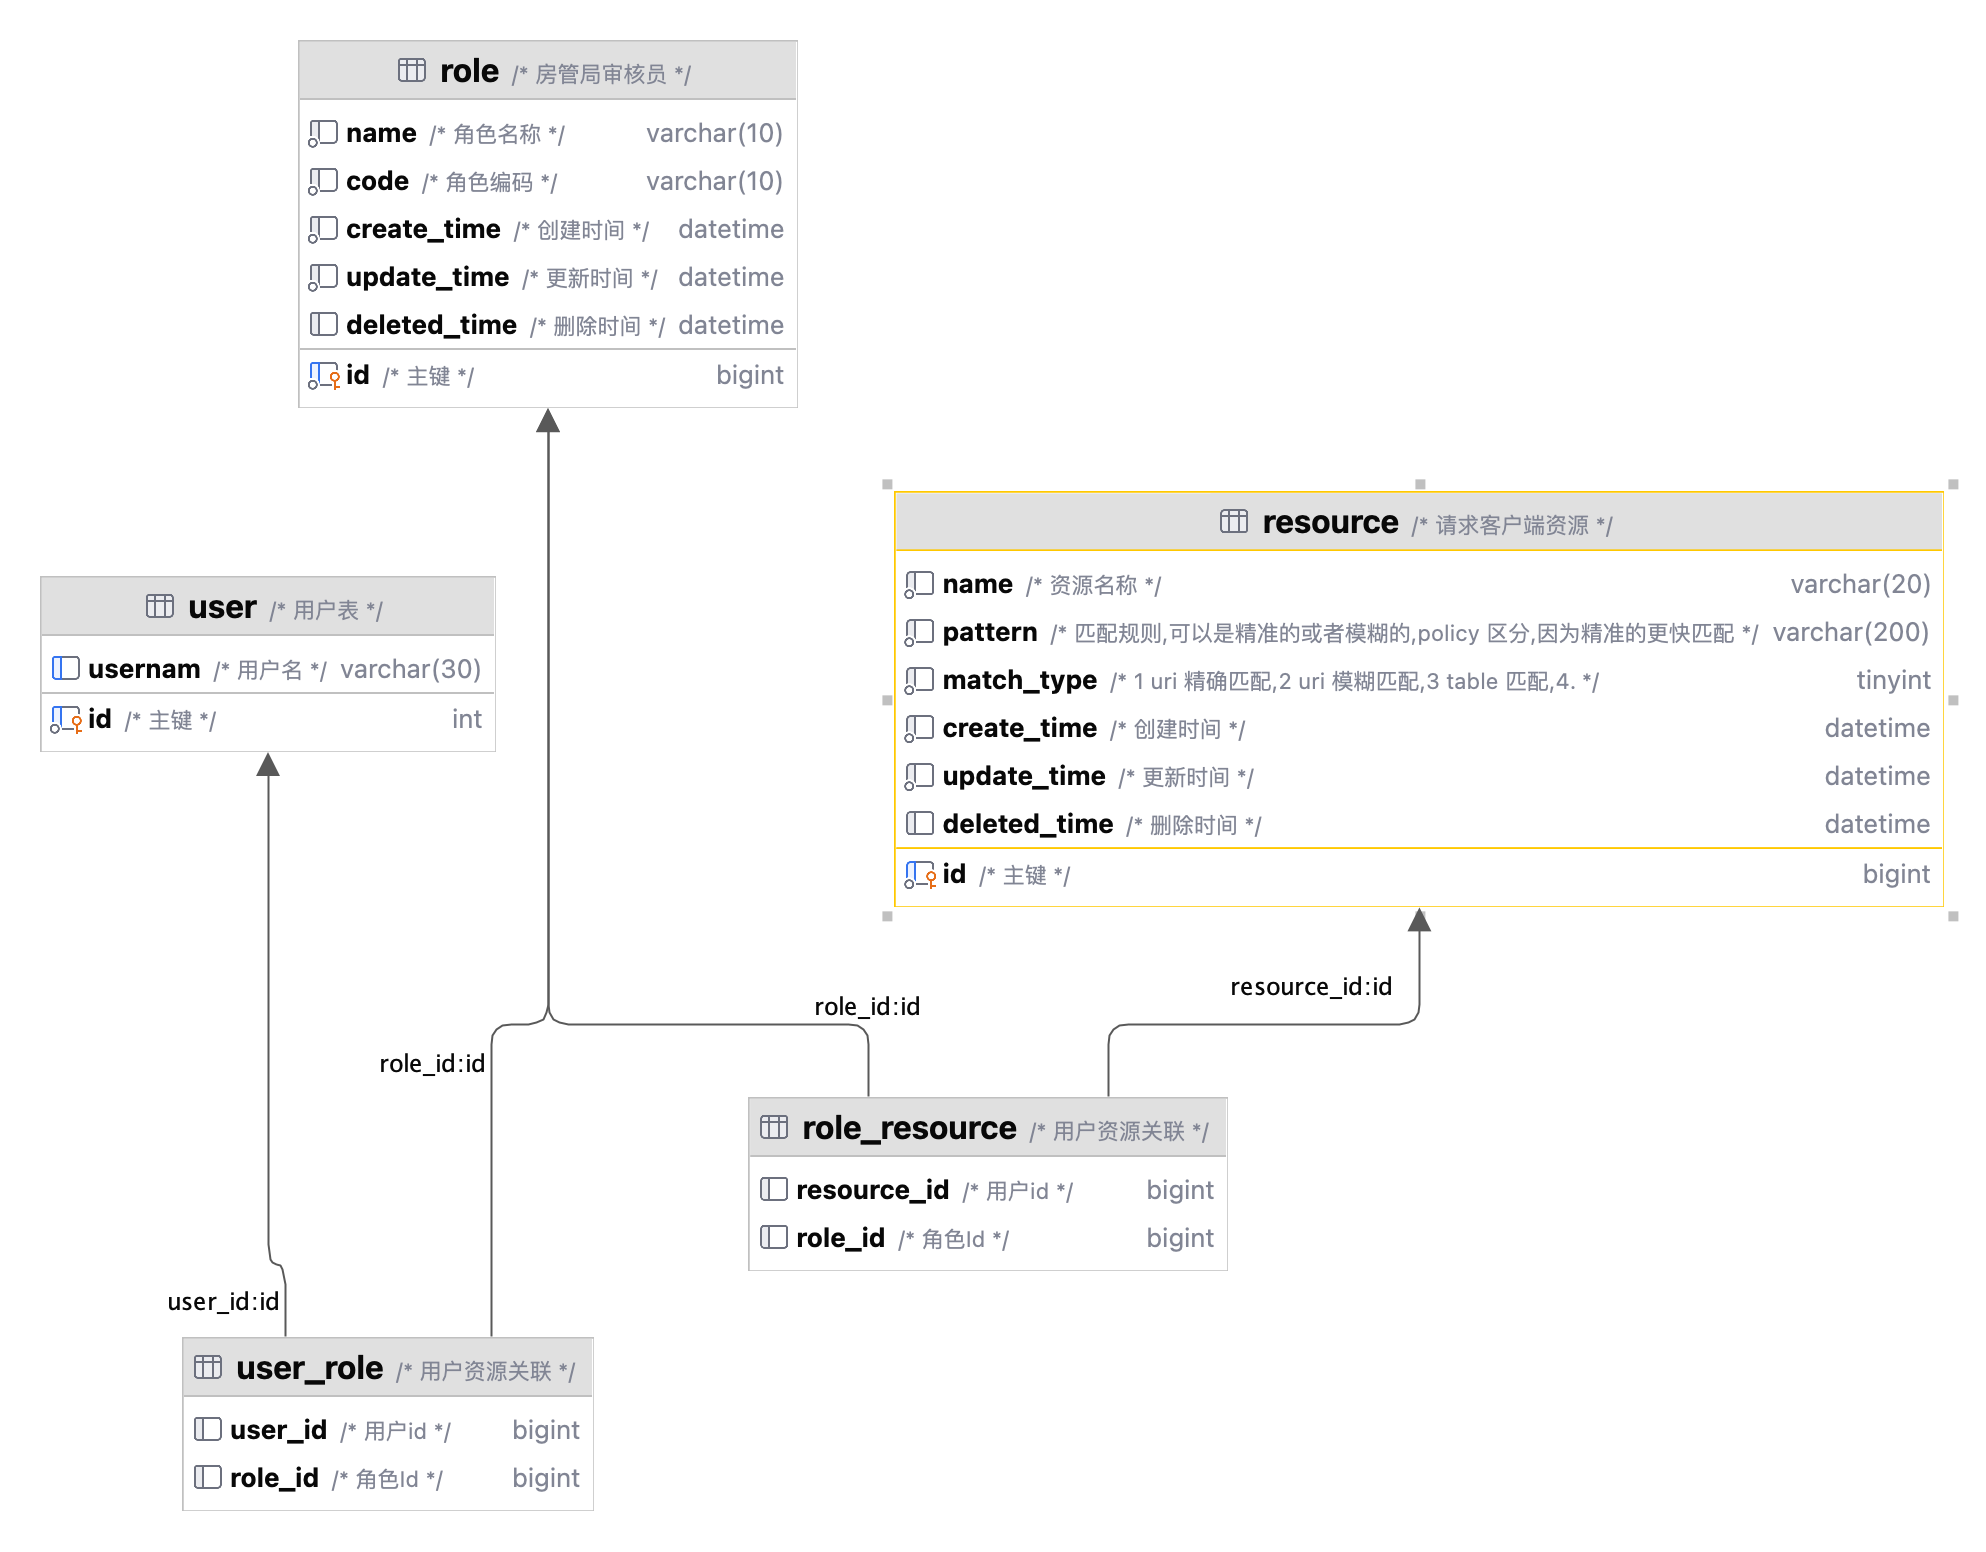 role /* 房管局审核员 */
name /* 角色名称 */ varchar(10)
code /* 角色编码 */ varchar(10)
create_time /* 创建时间 */ datetime
update_time /* 更新时间 */ datetime
deleted_time /* 删除时间 */ datetime
id /* 主键 */ bigint
resource /* 请求客户端资源 */
name /* 资源名称 */ varchar(20)
pattern /* 匹配规则,可以是精准的或者模糊的,policy 区分,因为精准的更快匹配 */ varchar(200)
match_type /* 1 uri 精确匹配,2 uri 模糊匹配,3 table 匹配,4. */ tinyint
create_time /* 创建时间 */ datetime
update_time /* 更新时间 */ datetime
deleted_time /* 删除时间 */ datetime
id /* 主键 */ bigint
user /* 用户表 */
usernam /* 用户名 */ varchar(30)
id /* 主键 */ int
resource_id:id
role_id:id
role_id:id
role_resource /* 用户资源关联 */
resource_id /* 用户id */ bigint
role_id /* 角色Id */ bigint
user_id:id
user_role /* 用户资源关联 */
user_id /* 用户id */ bigint
role_id /* 角色Id */ bigint